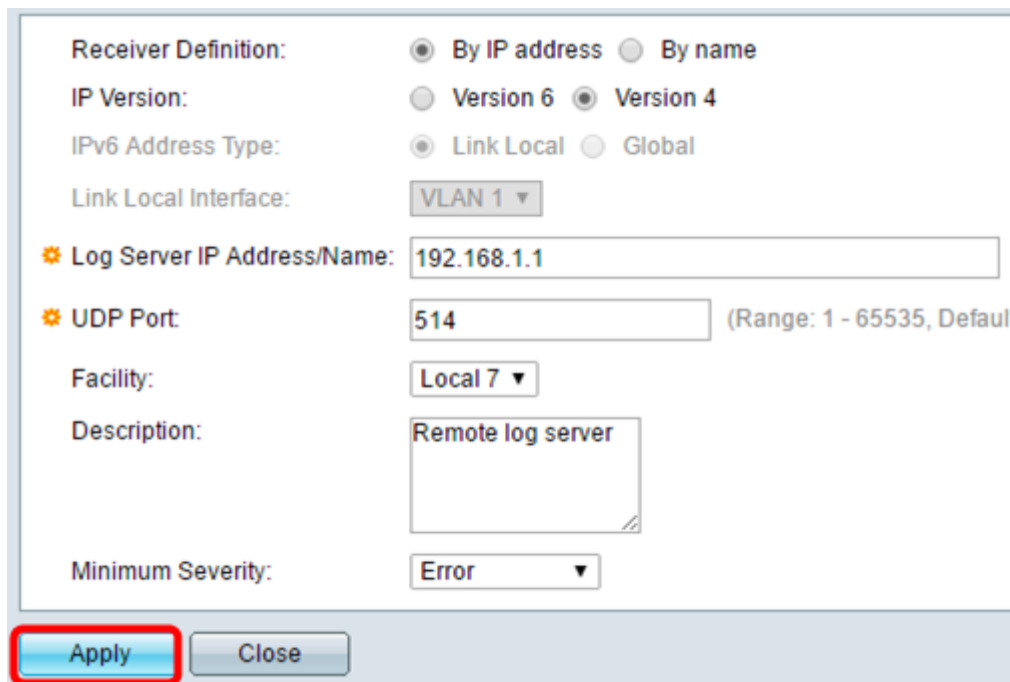 Receiver Definition: By IP address By name
IP Version: Version 6 Version 4
IPv6 Address Type: Link Local Global
Link Local Interface: VLAN 1
Log Server IP Address/Name: 192.168.1.1
UDP Port: 514 (Range: 1 - 65535, Defaul
Facility: Local 7
Description: Remote log server
Minimum Severity: Error
Apply Close